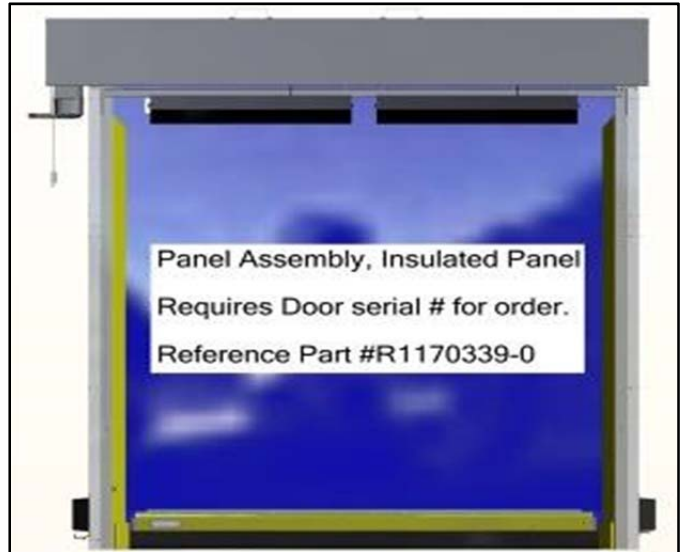 Panel Assembly, Insulated Panel
Requires Door serial # for order.
Reference Part #R1170339-0